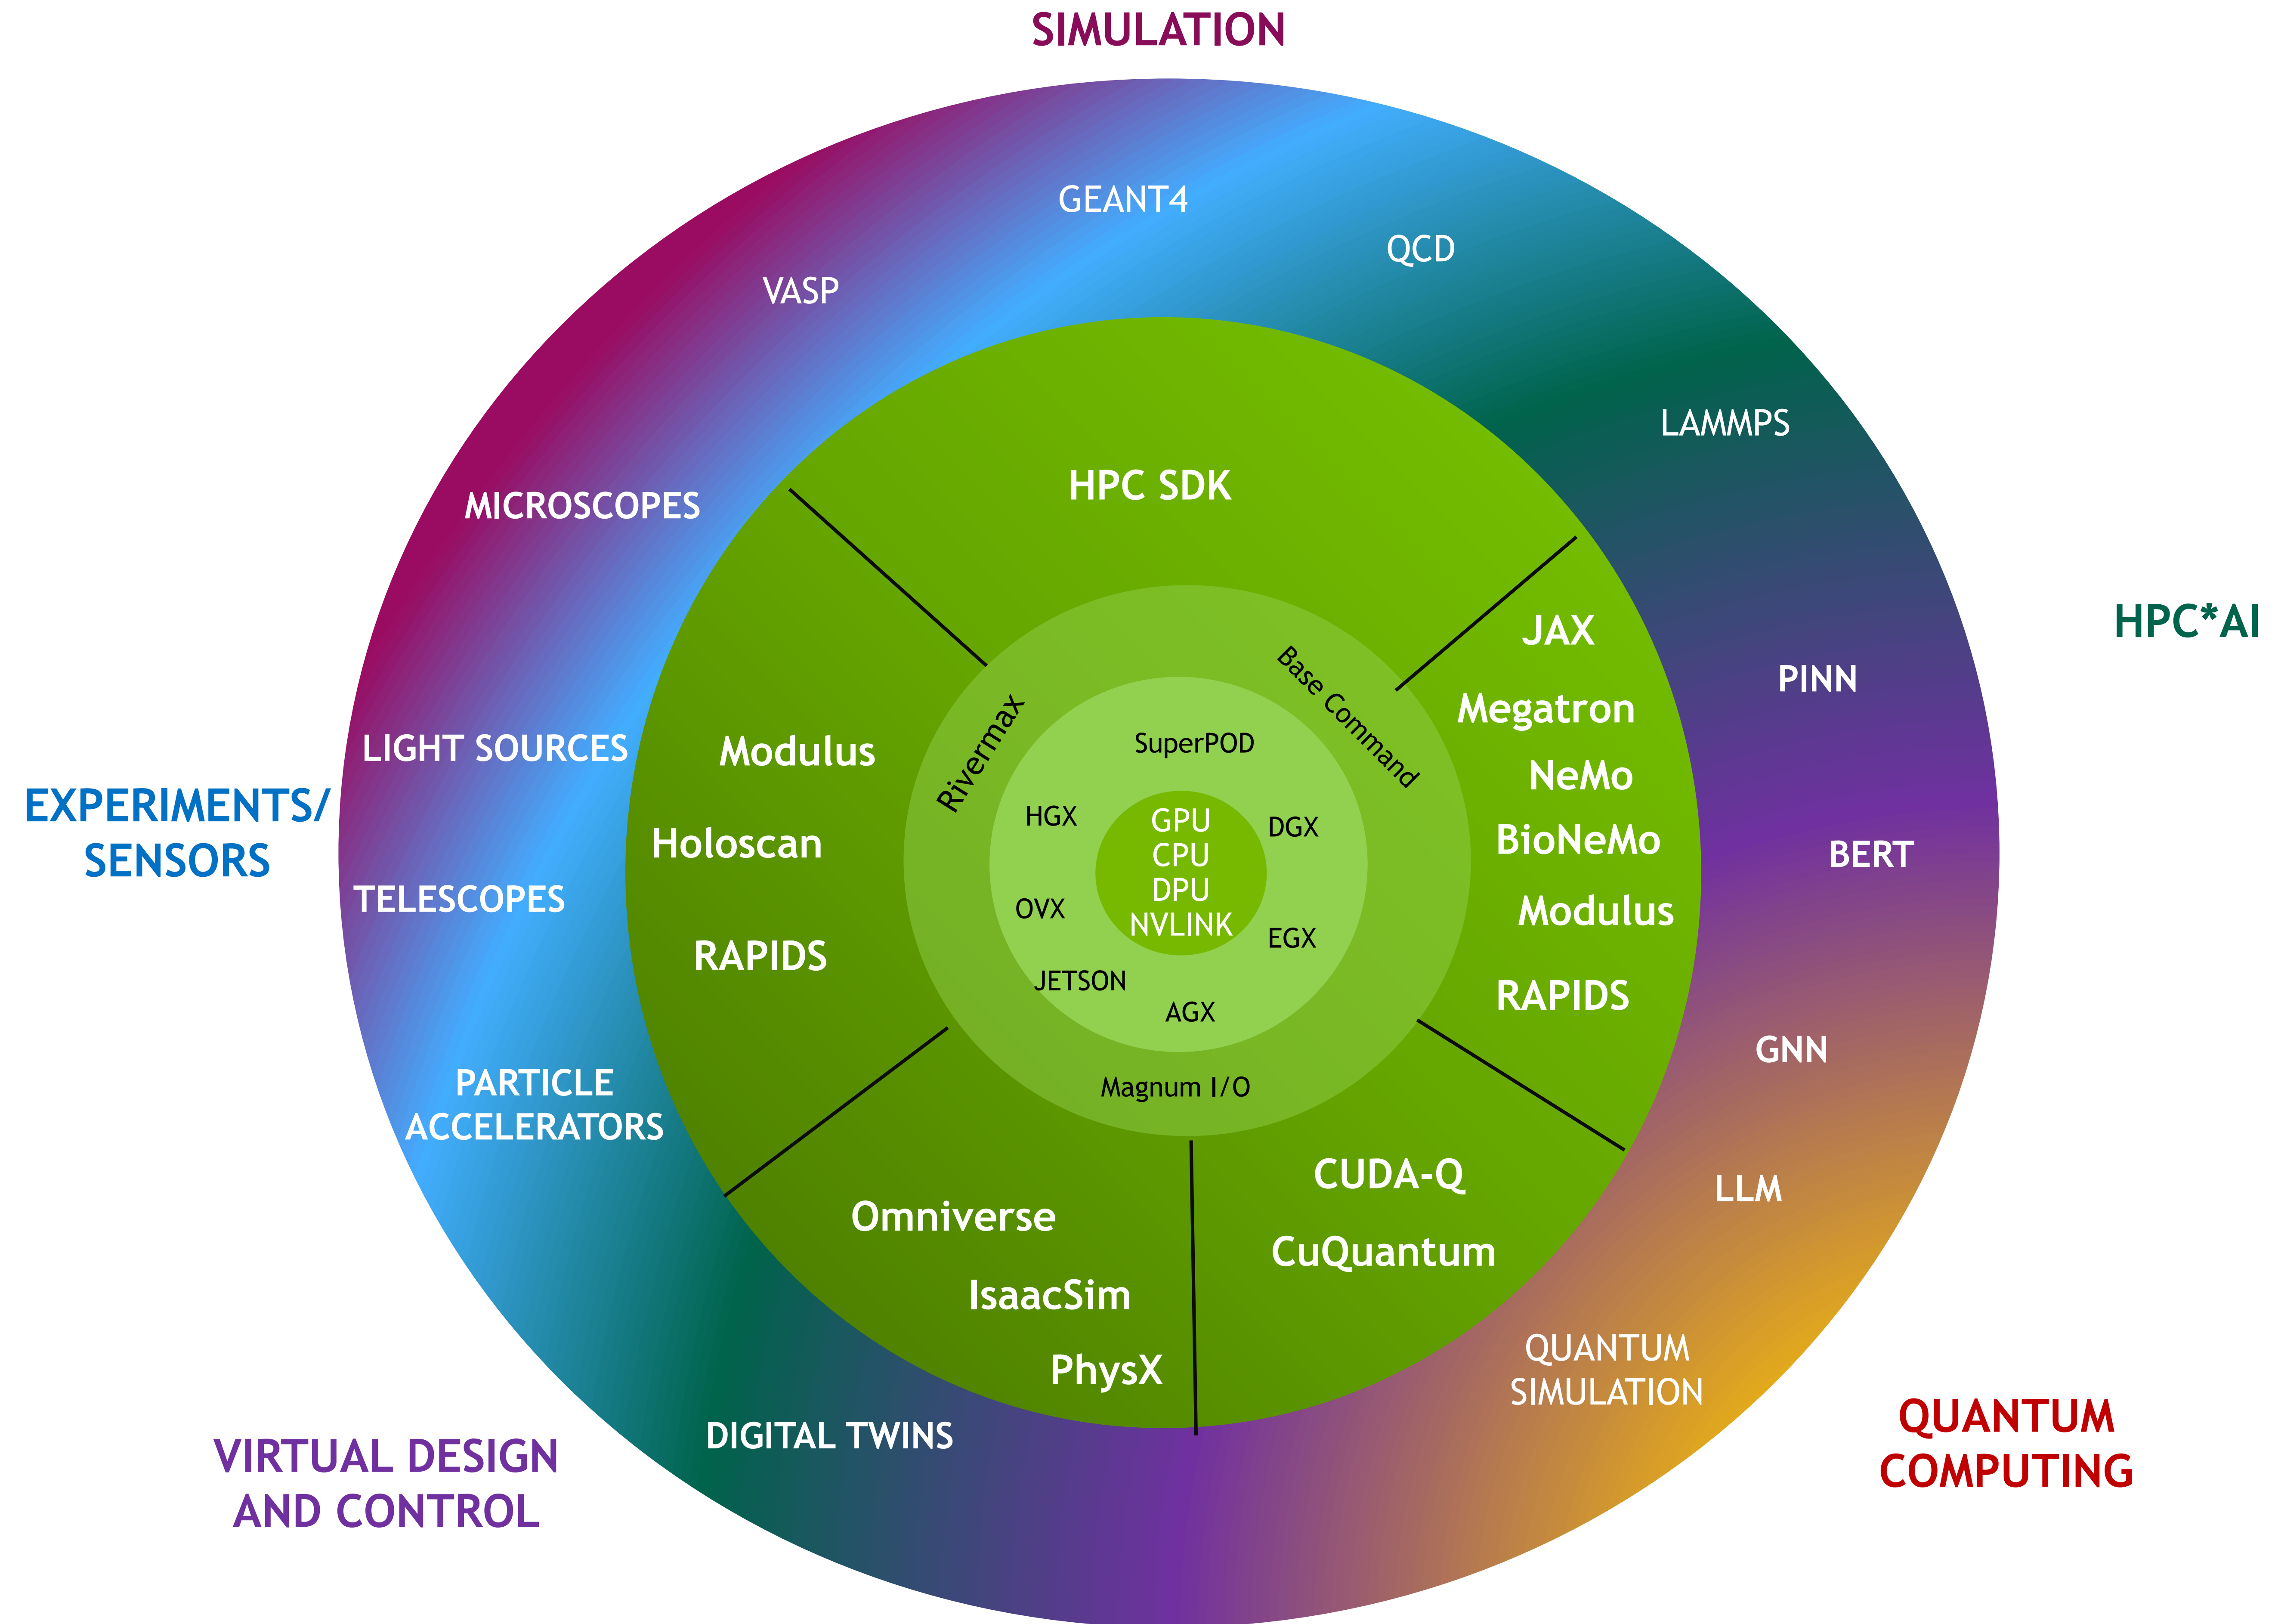 SIMULATION
GEANT4
QCD
VASP
LAMMPS
HPC SDK
MICROSCOPES
HPC*AI
JAX
PINN
Megatron
Base Command
Rivermax
SuperPOD
LIGHT SOURCES
Modulus
NeMo
EXPERIMENTS/
SENSORS
HGX
DGX
GPU
CPU
DPU
NVLINK
Holoscan
BioNeMo
BERT
TELESCOPES
OVX
EGX
Modulus
RAPIDS
JETSON
AGX
RAPIDS
GNN
PARTICLE
ACCELERATORS
Magnum I/O
CUDA-Q
LLM
Omniverse
CuQuantum
IsaacSim
PhysX
QUANTUM
SIMULATION
DIGITAL TWINS
QUANTUM
COMPUTING
VIRTUAL DESIGN
AND CONTROL